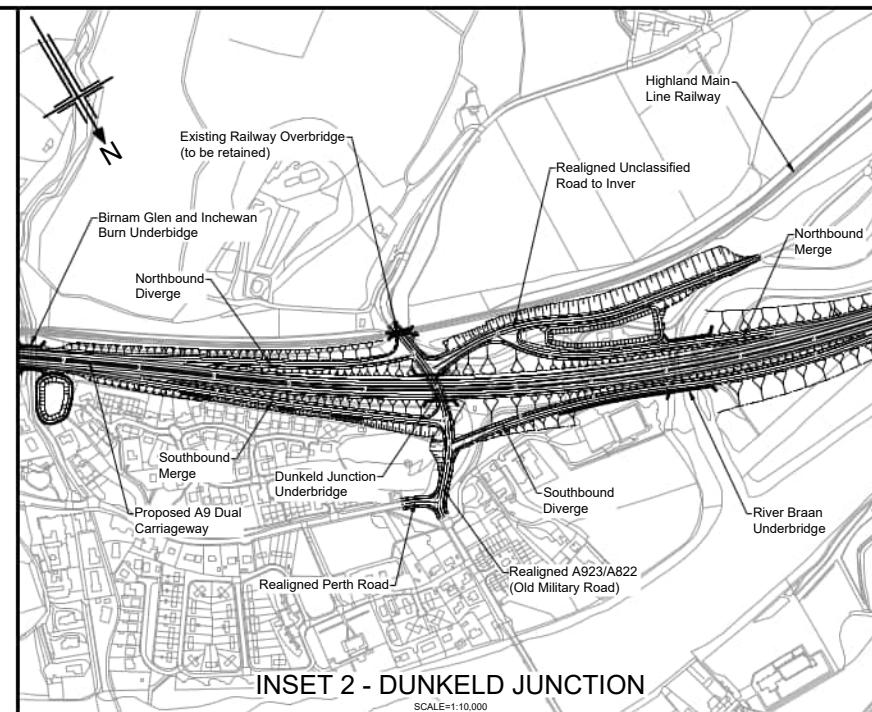 N
Highland Main
Line Railway
Existing Railway Overbridge
(to be retained)
Realigned Unclassified
Road to Inver
Birnam Glen and Inchewan
Burn Underbidge
Northbound
Merge
Northbound
Diverge
Southbound
Merge
Dunkeld Junction
Underbridge
Southbound
Diverge
Proposed A9 Dual
Carriageway
River Braan
Underbridge
Realigned Perth Road
Realigned A923/A822
(Old Military Road)
INSET 2 - DUNKELD JUNCTION
SCALE=1:10,000